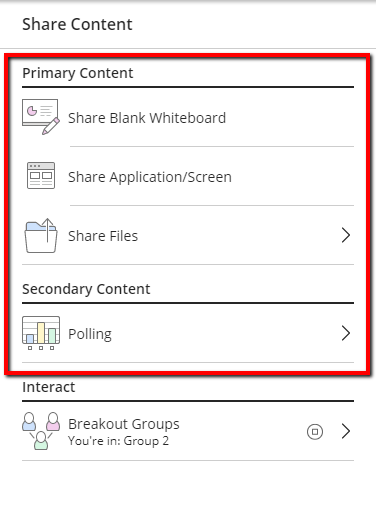 Share Content
Primary Content
Share Blank Whiteboard
Share Application/Screen
Share Files
Secondary Content
Polling
Interact
Breakout Groups
You're in: Group 2